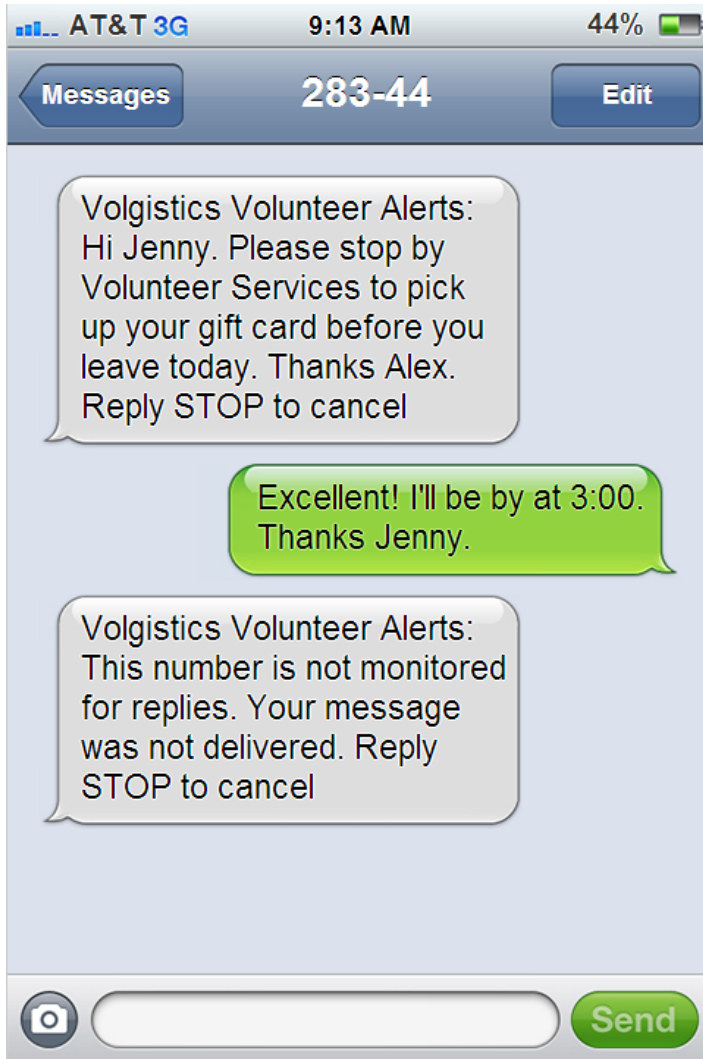 AT&T 3G 9:13 AM 44%
Messages 283-44 Edit
Volgistics Volunteer Alerts:
Hi Jenny. Please stop by
Volunteer Services to pick
up your gift card before you
leave today. Thanks Alex.
Reply STOP to cancel
Excellent! I'll be by at 3:00.
Thanks Jenny.
Volgistics Volunteer Alerts:
This number is not monitored
for replies. Your message
was not delivered. Reply
STOP to cancel
Send